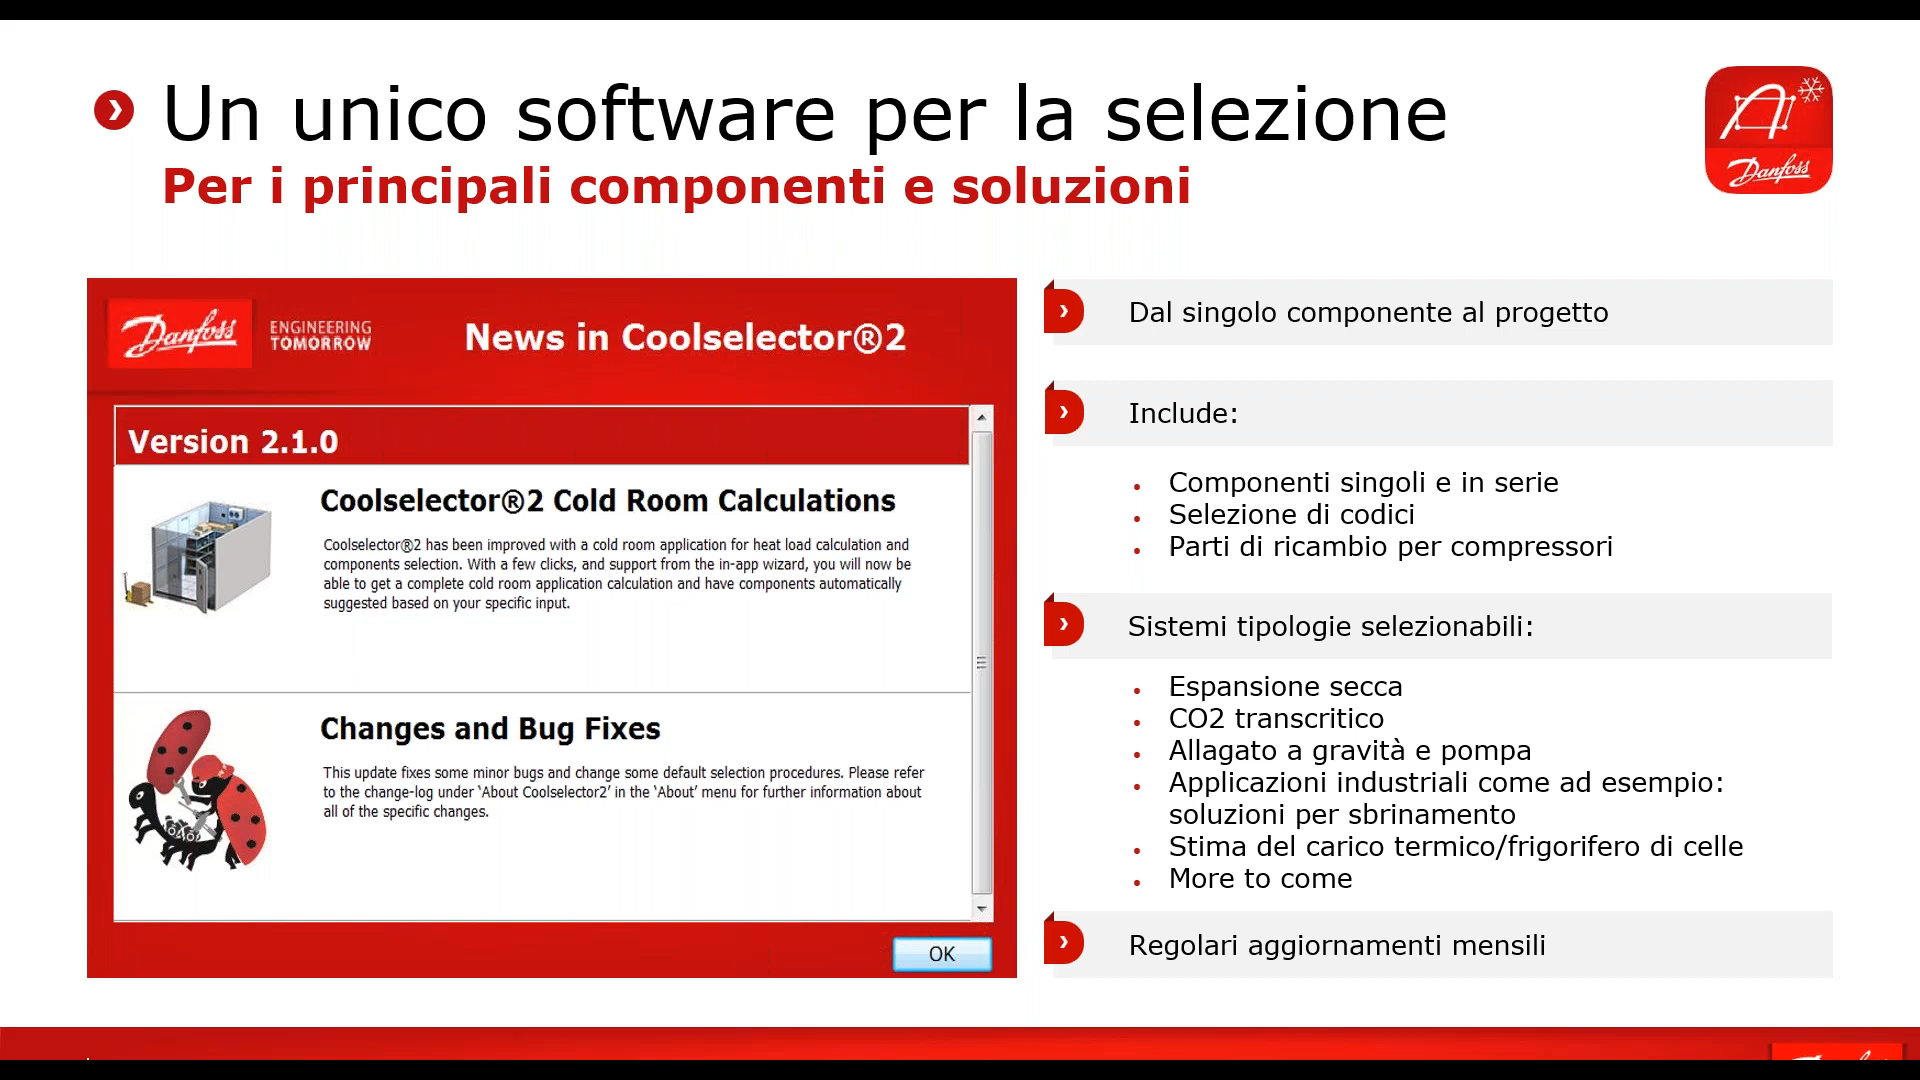 Un unico software per la selezione
Per i principali componenti e soluzioni
Danfoss
Danfoss
ENGINEERING
TOMORROW
News in Coolselector®2
Version 2.1.0
Coolselector®2 Cold Room Calculations
Coolselector®2 has been improved with a cold room application for heat load calculation and
components selection. With a few clicks, and support from the in-app wizard, you will now be
able to get a complete cold room application calculation and have components automatically
suggested based on your specific input.
Changes and Bug Fixes
This update fixes some minor bugs and change some default selection procedures. Please refer
to the change-log under ‘About Coolselector2’ in the ‘About’ menu for further information about
all of the specific changes.
OK
Dal singolo componente al progetto
Include:
• Componenti singoli e in serie
• Selezione di codici
• Parti di ricambio per compressori
Sistemi tipologie selezionabili:
• Espansione secca
• CO2 transcritico
• Allagato a gravità e pompa
• Applicazioni industriali come ad esempio:
soluzioni per sbrinamento
• Stima del carico termico/frigorifero di celle
• More to come
Regolari aggiornamenti mensili